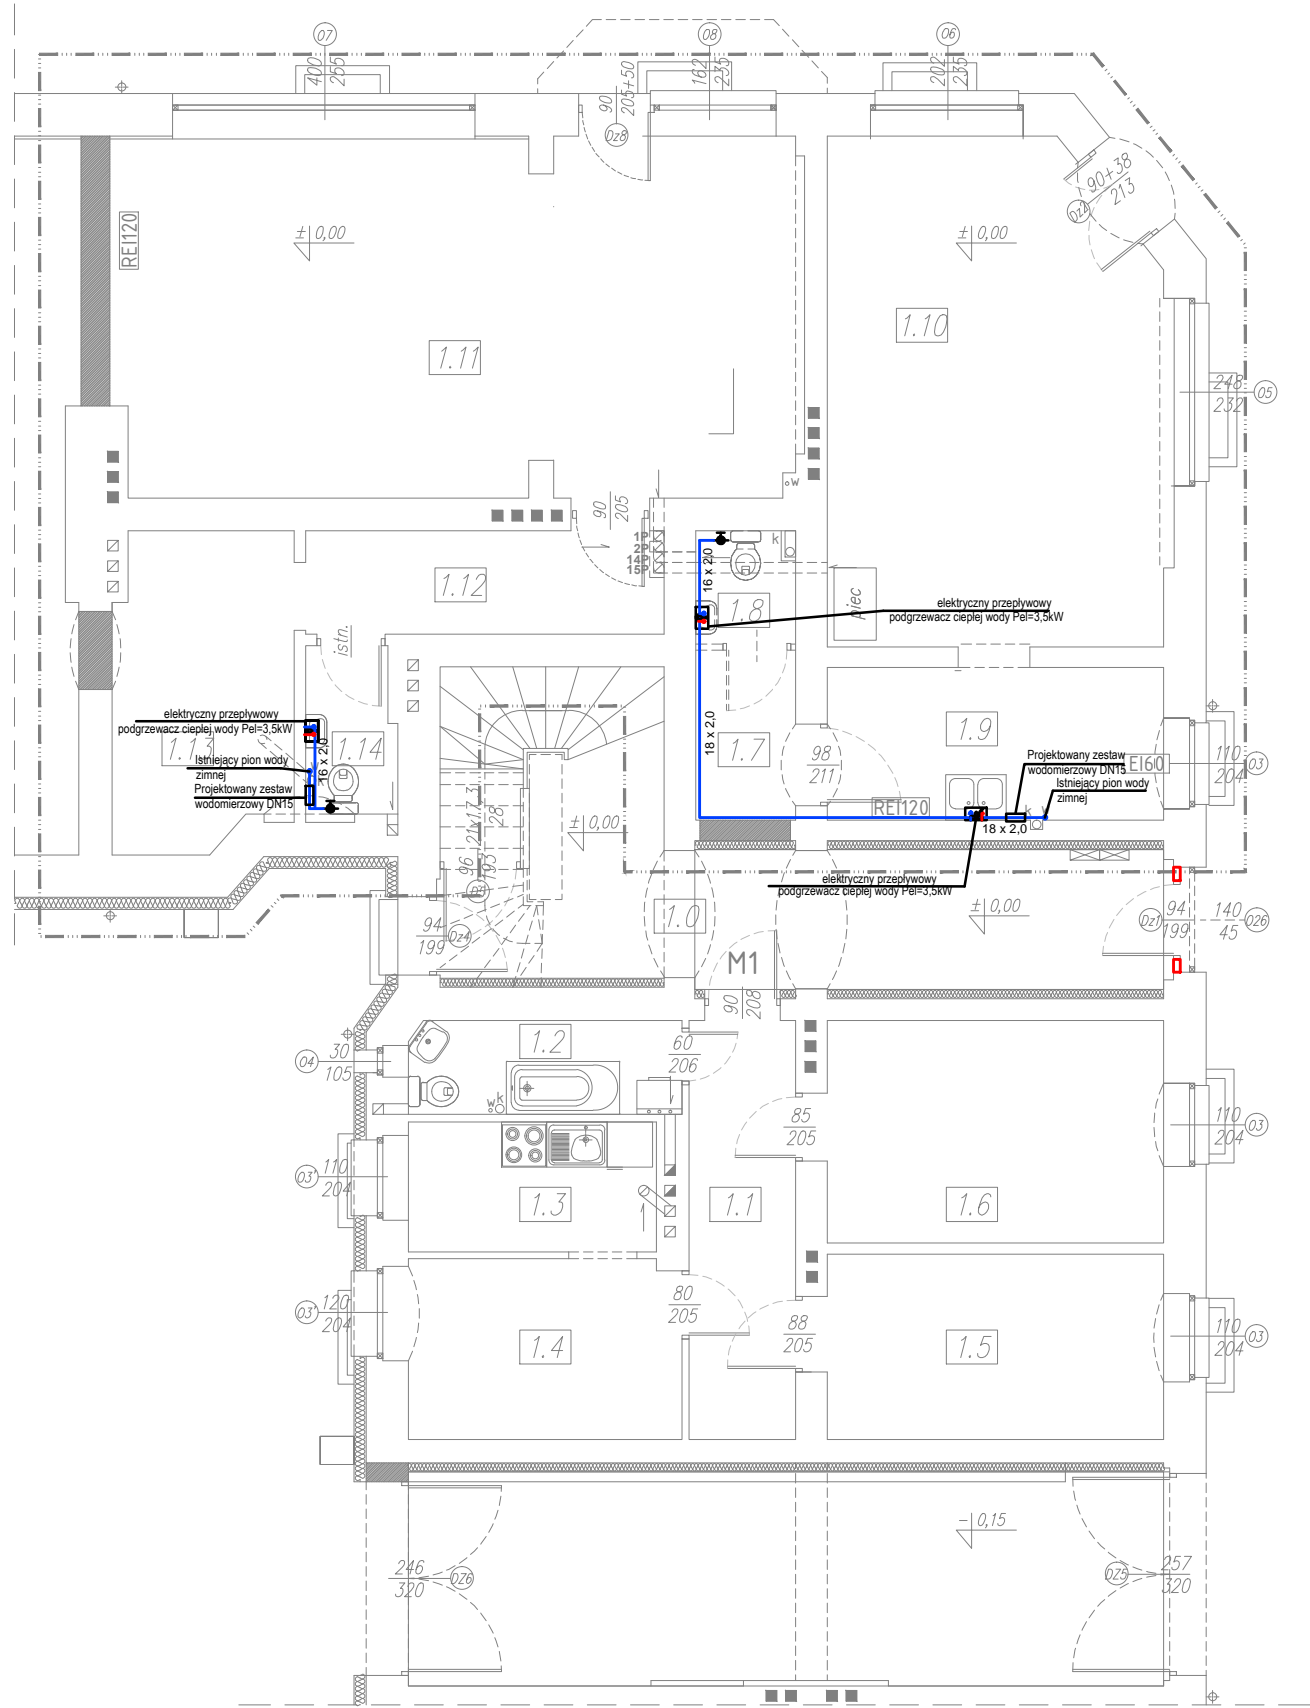 07
08
06
400
255
90
205+50
162
235
202
235
Dz8
90+38
213
Dz2
REI120
± 0,00
± 0,00
1.10
1.11
248
232
05
w
90
205
1P
2P
14P
15P
k
16 x 2,0
1.8
piec
elektryczny przepływowy
podgrzewacz ciepłej wody Pel=3,5kW
1.12
istn.
elektryczny przepływowy
podgrzewacz ciepłej wody Pel=3,5kW
1.13
1.14
16 x 2,0
Istniejący pion wody
zimnej
Projektowany zestaw
wodomierzowy DN15
18 x 2,0
1.7
98
211
1.9
Projektowany zestaw
wodomierzowy DN15
EI60
Istniejący pion wody
zimnej
110
204
03
REI120
k
18 x 2,0
21x17,3
28
± 0,00
96
193
elektryczny przepływowy
podgrzewacz ciepłej wody Pel=3,5kW
94
199
Dz4
1.0
± 0,00
Dz1
94
199
140
45
026
M1
90
208
04
30
105
1.2
60
206
w
k
85
205
110
204
03
03'
110
204
1.3
1.1
1.6
03'
120
204
80
205
88
205
1.4
1.5
110
204
03
- 0,15
246
320
DZ6
DZ5
257
320